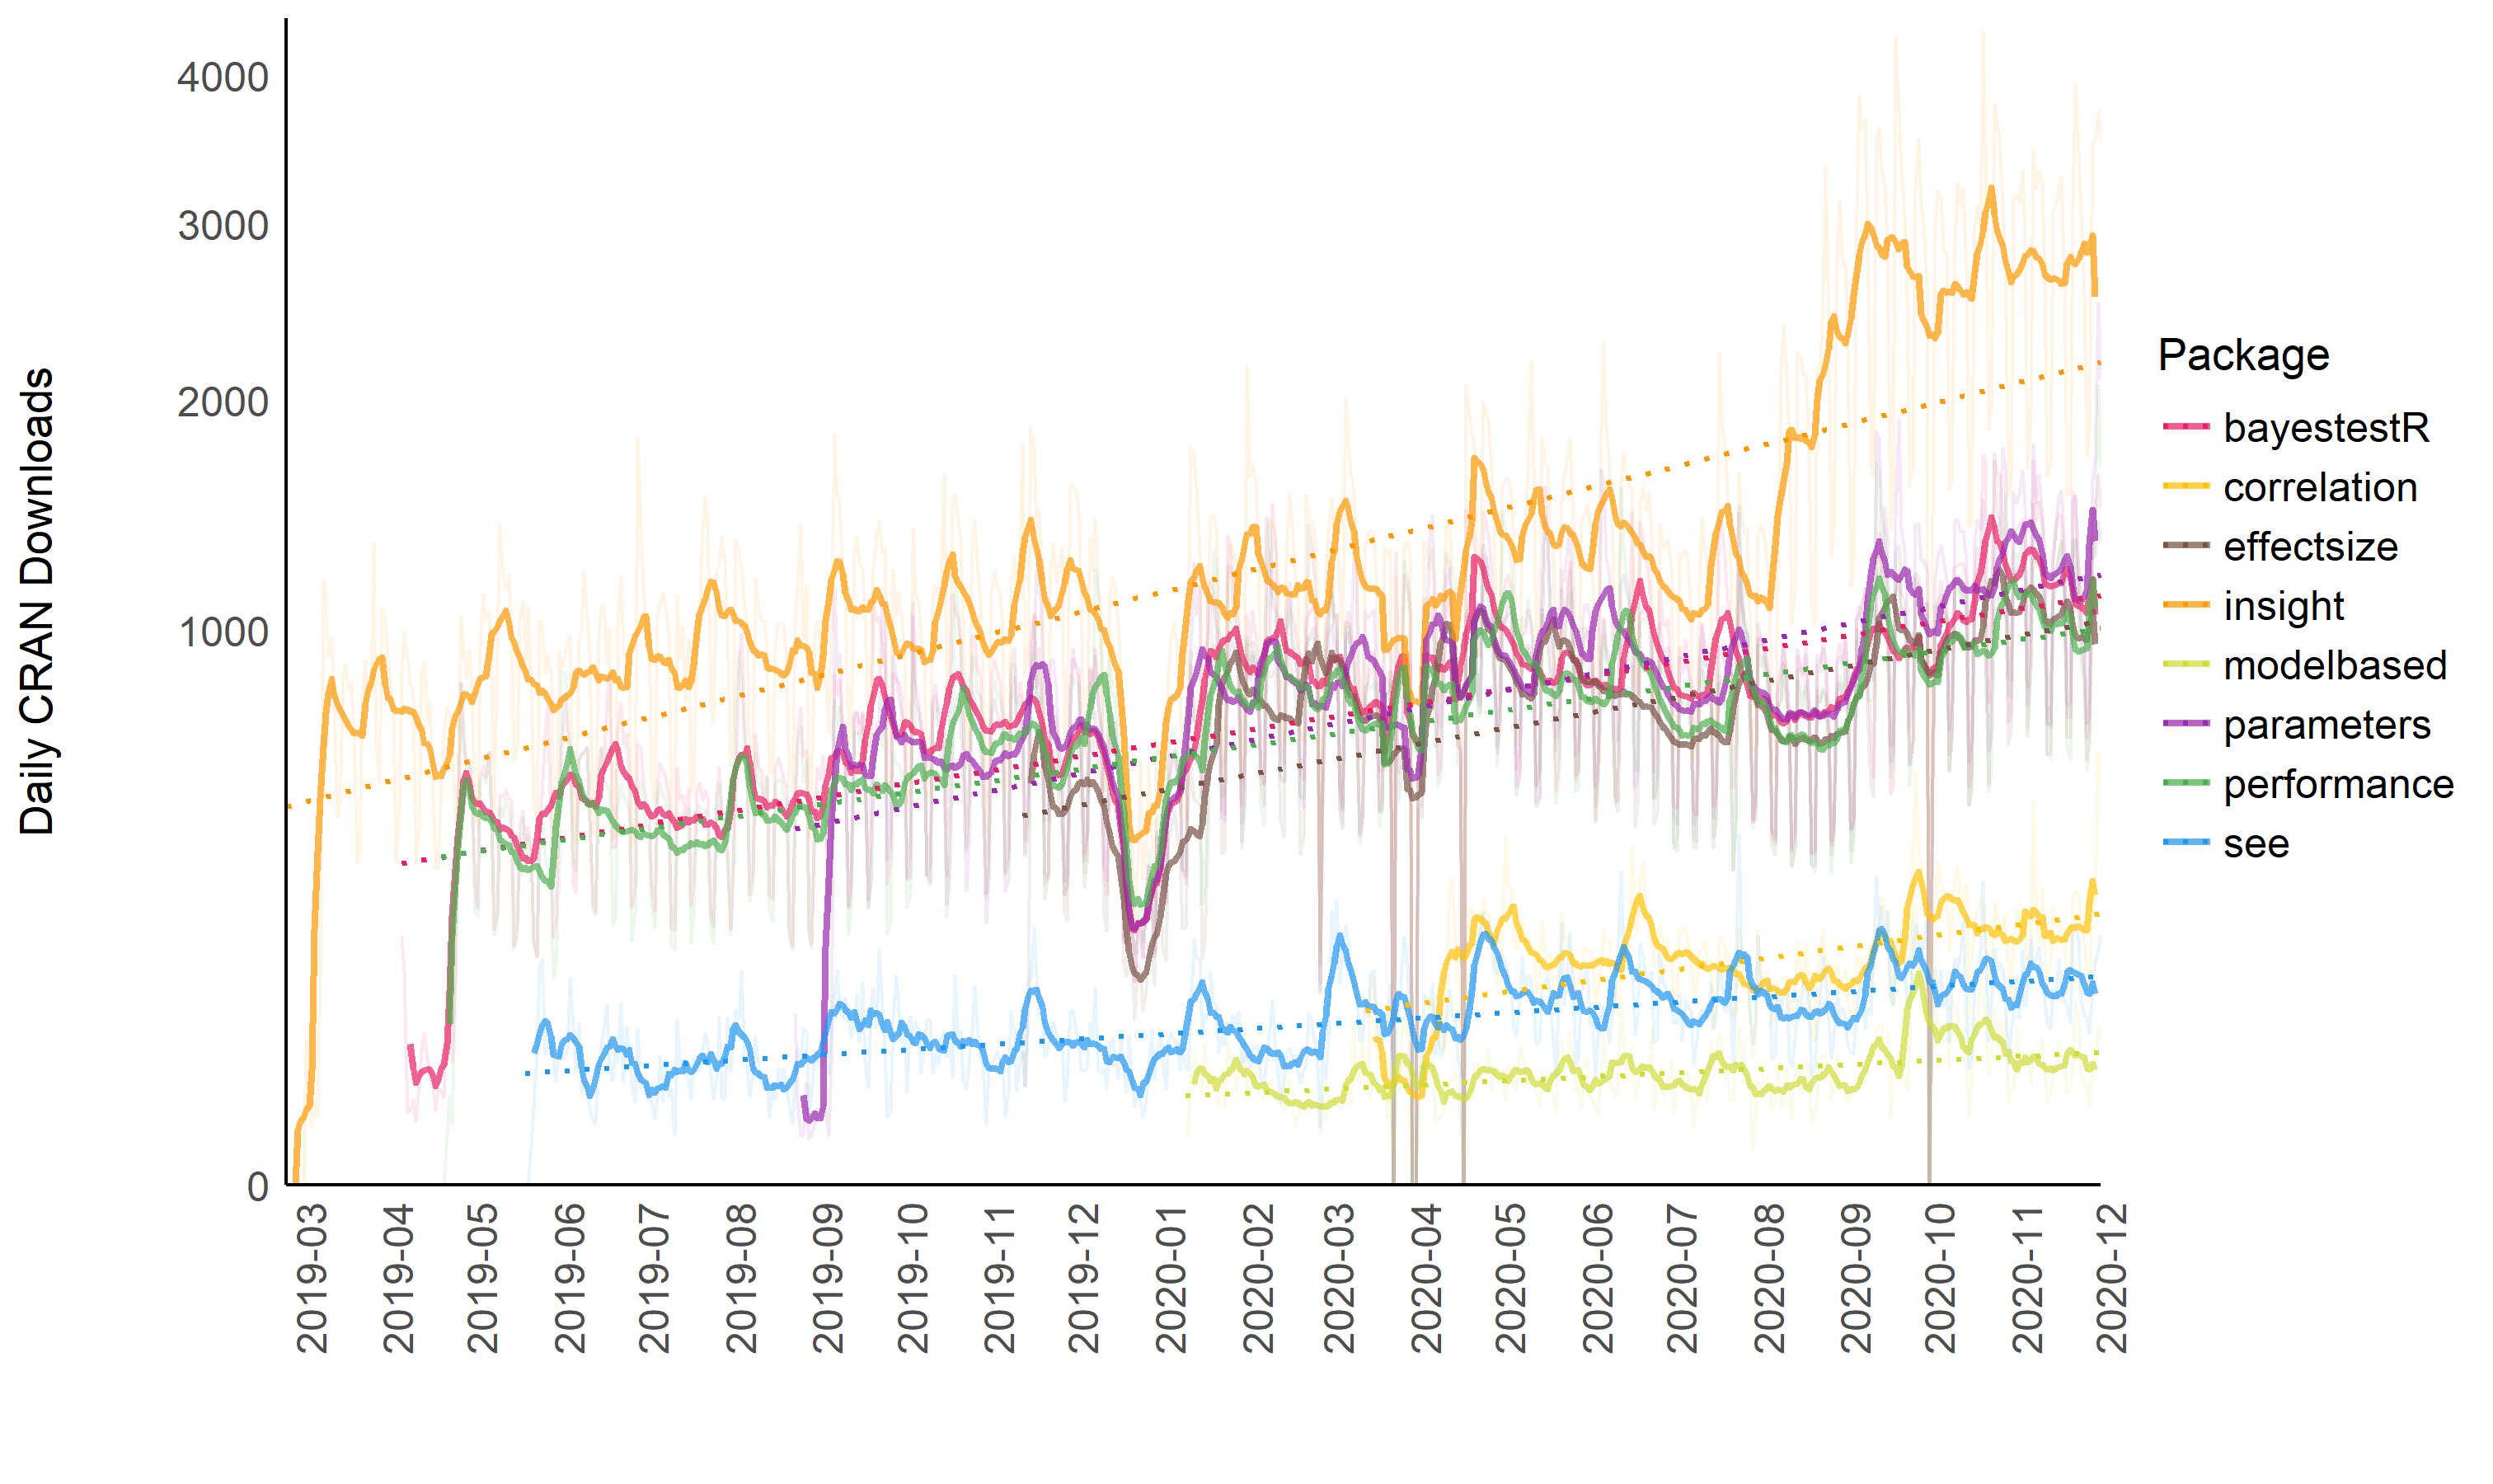 Daily CRAN Downloads
4000
3000
2000
1000
0
2019-03
2019-04
2019-05
2019-06
2019-07
2019-08
2019-09
2019-10
2019-11
2019-12
2020-01
2020-02
2020-03
2020-04
2020-05
2020-06
2020-07
2020-08
2020-09
2020-10
2020-11
2020-12
Package
bayestestR
correlation
effectsize
insight
modelbased
parameters
performance
see